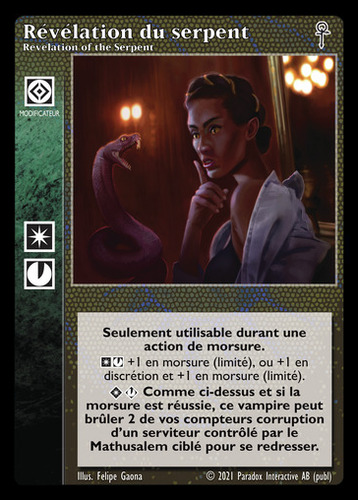 Révélation du serpent
Revelation of the Serpent
MODIFICATEUR
Seulement utilisable durant une
action de morsure.
+1 en morsure (limité), ou +1 en
discrétion et +1 en morsure (limité).
Comme ci-dessus et si la
morsure est réussie, ce vampire peut
brûler 2 de vos compteurs corruption
d'un serviteur contrôlé par le
Mathusalem ciblé pour se redresser.
Illus. Felipe Gaona © 2021 Paradox Interactive AB (publ)